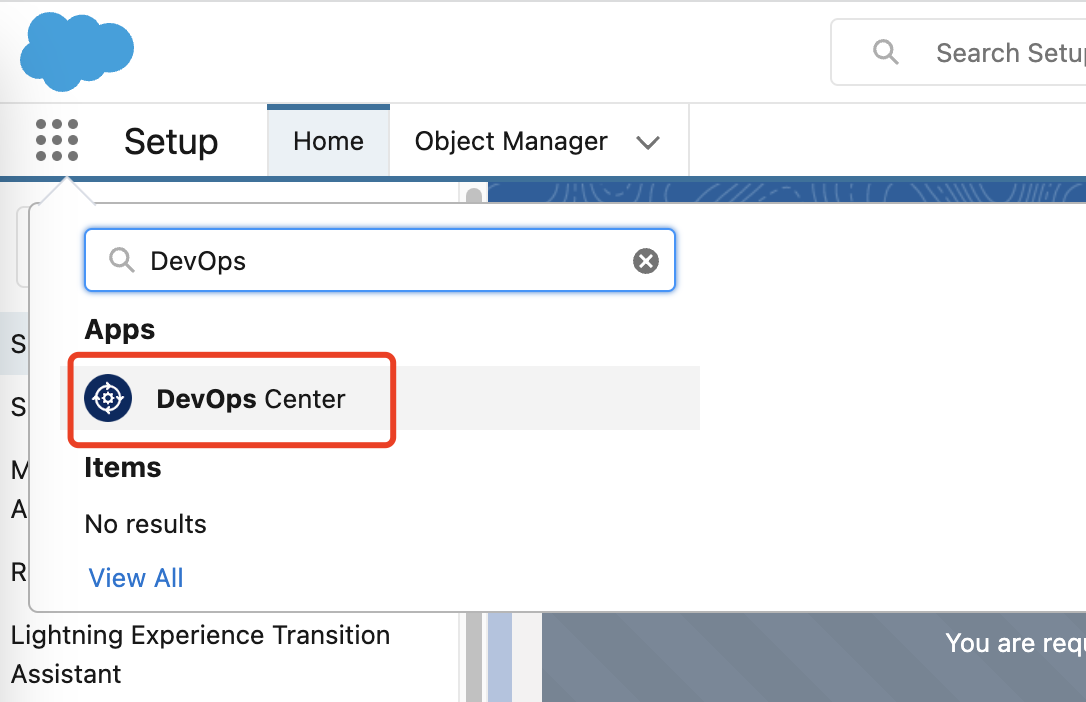 Search Setup
Setup
Home
Object Manager
DevOps
Apps
DevOps Center
Items
No results
View All
S
S
M
A
R
Lightning Experience Transition
Assistant
You are